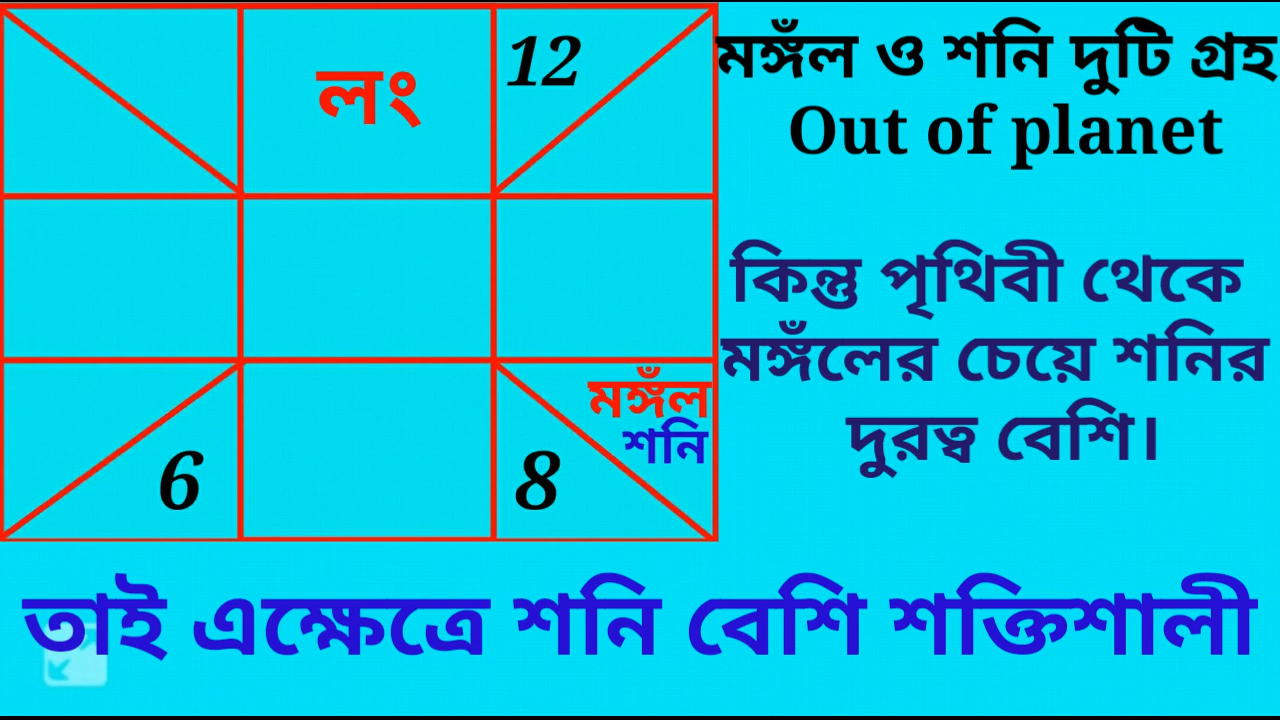 লং
12
মঙ্গঁল
শনি
6
8
মঙ্গঁল ও শনি দুটি গ্রহ
Out of planet
কিন্তু পৃথিবী থেকে
মঙ্গঁলের চেয়ে শনির
দুরত্ব বেশি।
তাই এক্ষেত্রে শনি বেশি শক্তিশালী